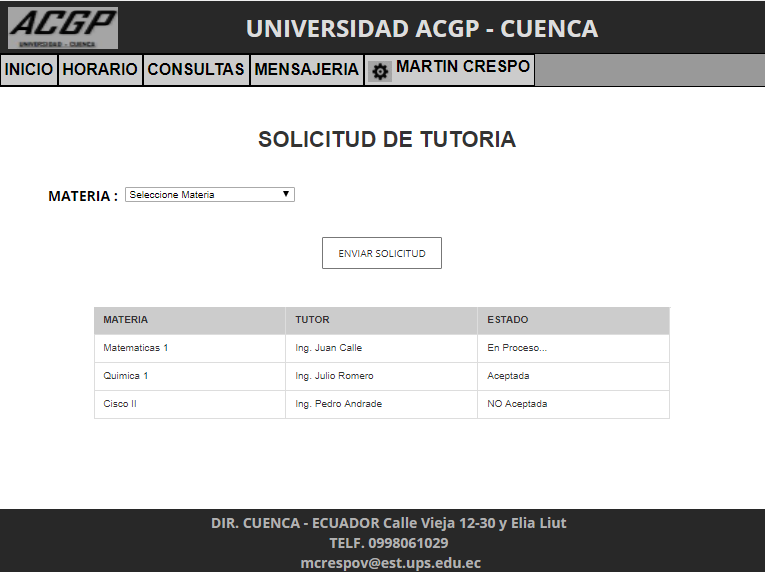 ACGP
UNIVERSIDAD - CUENCA
UNIVERSIDAD ACGP - CUENCA
INICIO HORARIO CONSULTAS MENSAJERIA MARTIN CRESPO
SOLICITUD DE TUTORIA
MATERIA : Seleccione Materia
ENVIAR SOLICITUD
MATERIA TUTOR ESTADO
Matematicas 1 Ing. Juan Calle En Proceso...
Quimica 1 Ing. Julio Romero Aceptada
Cisco II Ing. Pedro Andrade NO Aceptada
DIR. CUENCA - ECUADOR Calle Vieja 12-30 y Elia Liut
TELF. 0998061029
mcrespov@est.ups.edu.ec